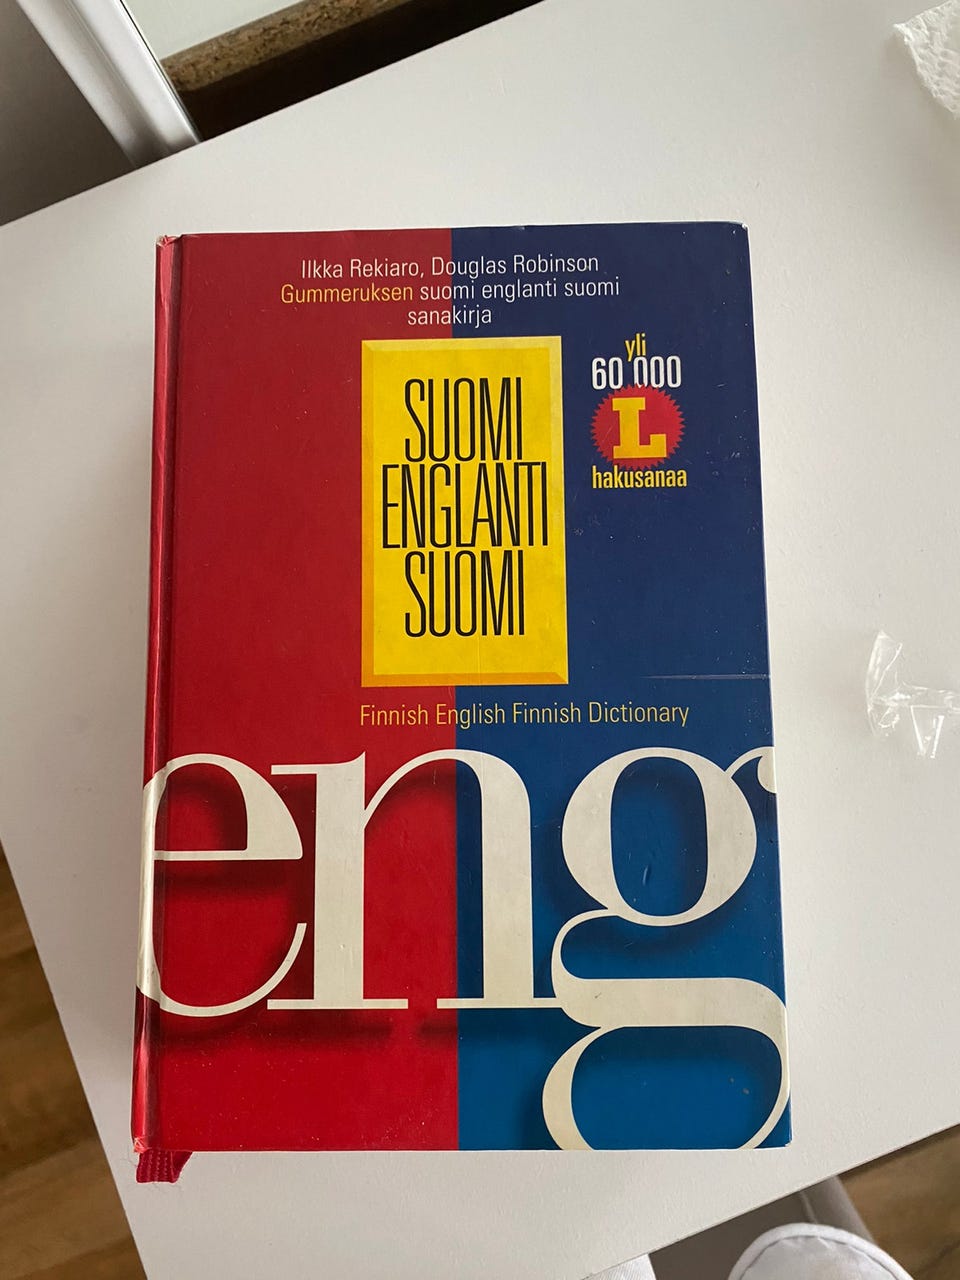 Ilkka Rekiaro, Douglas Robinson
Gummeruksen suomi englanti suomi
sanakirja
yli
60 000
L
hakusanaa
SUOMI
ENGLANTI
SUOMI
Finnish English Finnish Dictionary
eng